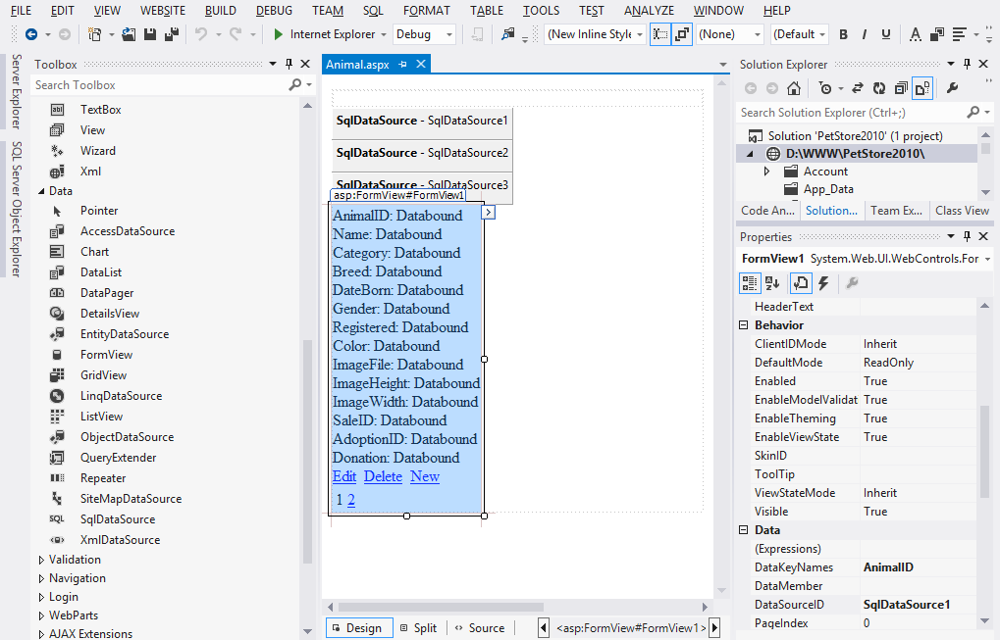 FILE EDIT VIEW WEBSITE BUILD DEBUG TEAM SQL FORMAT TABLE TOOLS TEST ANALYZE WINDOW HELP
Internet Explorer Debug (New Inline Style (None) (Default B I U A
Server Explorer
SQL Server Object Explorer
Toolbox
Search Toolbox
TextBox
View
Wizard
Xml
Data
Pointer
AccessDataSource
Chart
DataList
DataPager
DetailsView
EntityDataSource
FormView
GridView
LinqDataSource
ListView
ObjectDataSource
QueryExtender
Repeater
SiteMapDataSource
SQL SqlDataSource
XmlDataSource
Validation
Navigation
Login
WebParts
AJAX Extensions
Animal.aspx
SqlDataSource - SqlDataSource1
SqlDataSource - SqlDataSource2
SqlDataSource - SqlDataSource3
asp:FormView#FormView1
AnimalID: Databound
Name: Databound
Category: Databound
Breed: Databound
DateBorn: Databound
Gender: Databound
Registered: Databound
Color: Databound
ImageFile: Databound
ImageHeight: Databound
ImageWidth: Databound
SaleID: Databound
AdoptionID: Databound
Donation: Databound
Edit Delete New
1 2
Design Split Source <asp:FormView#FormView1>
Solution Explorer
Search Solution Explorer (Ctrl+;)
Solution 'PetStore2010' (1 project)
D:\WWW\PetStore2010\
Account
App_Data
Code An... Solution... Team Ex... Class View
Properties
FormView1 System.Web.UI.WebControls.For
HeaderText
Behavior
ClientIDMode Inherit
DefaultMode ReadOnly
Enabled True
EnableModelValidat True
EnableTheming True
EnableViewState True
SkinID
ToolTip
ViewStateMode Inherit
Visible True
Data
(Expressions)
DataKeyNames AnimalID
DataMember
DataSourceID SqlDataSource1
PageIndex 0